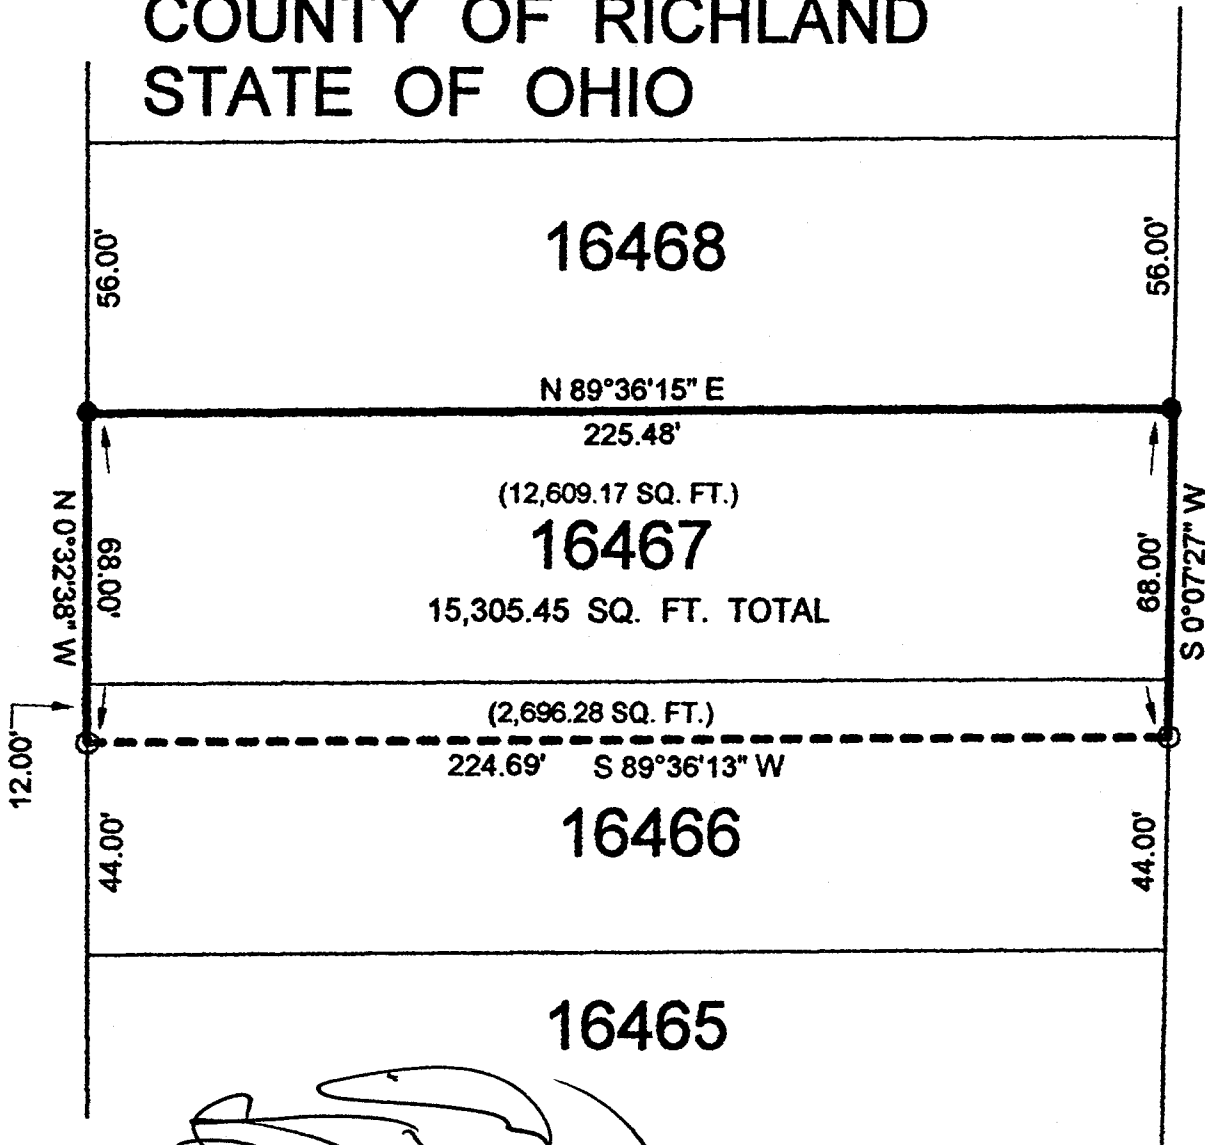 COUNTY OF RICHLAND
STATE OF OHIO
56.00'
16468
56.00'
N 89°36'15" E
225.48'
(12,609.17 SQ. FT.)
16467
15,305.45 SQ. FT. TOTAL
N 0°32'38" W
68.00'
68.00'
S 0°07'27" W
(2,696.28 SQ. FT.)
12.00'
224.69' S 89°36'13" W
16466
44.00'
44.00'
16465